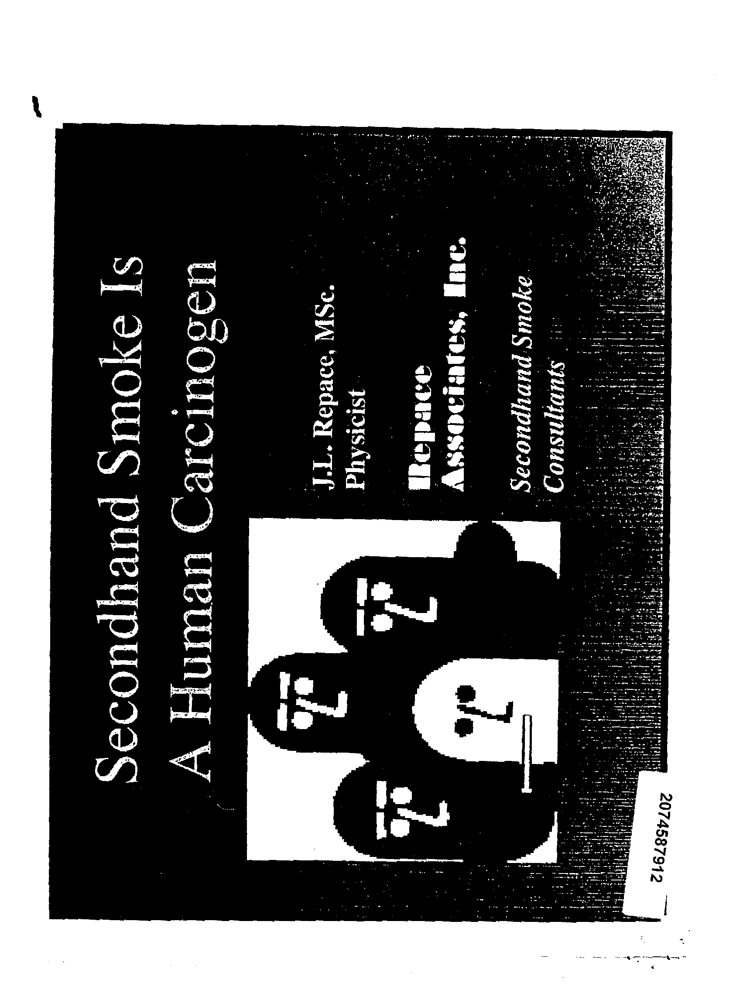 Secondhand Smoke Is
A Human Carcinogen
J.L. Repace, MSc.
Physicist
Repace
Associates, Inc.
Secondhand Smoke
Consultants
2074587912